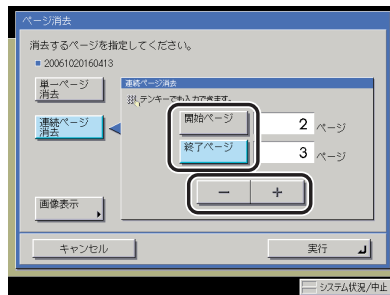 ページ消去
消去するページを指定してください。
20061020160413
単一ページ
消去
連続ページ消去
テンキーでも入力できます。
連続ページ
消去
開始ページ
2 ページ
終了ページ
3 ページ
− +
画像表示
キャンセル
実行
システム状況/中止